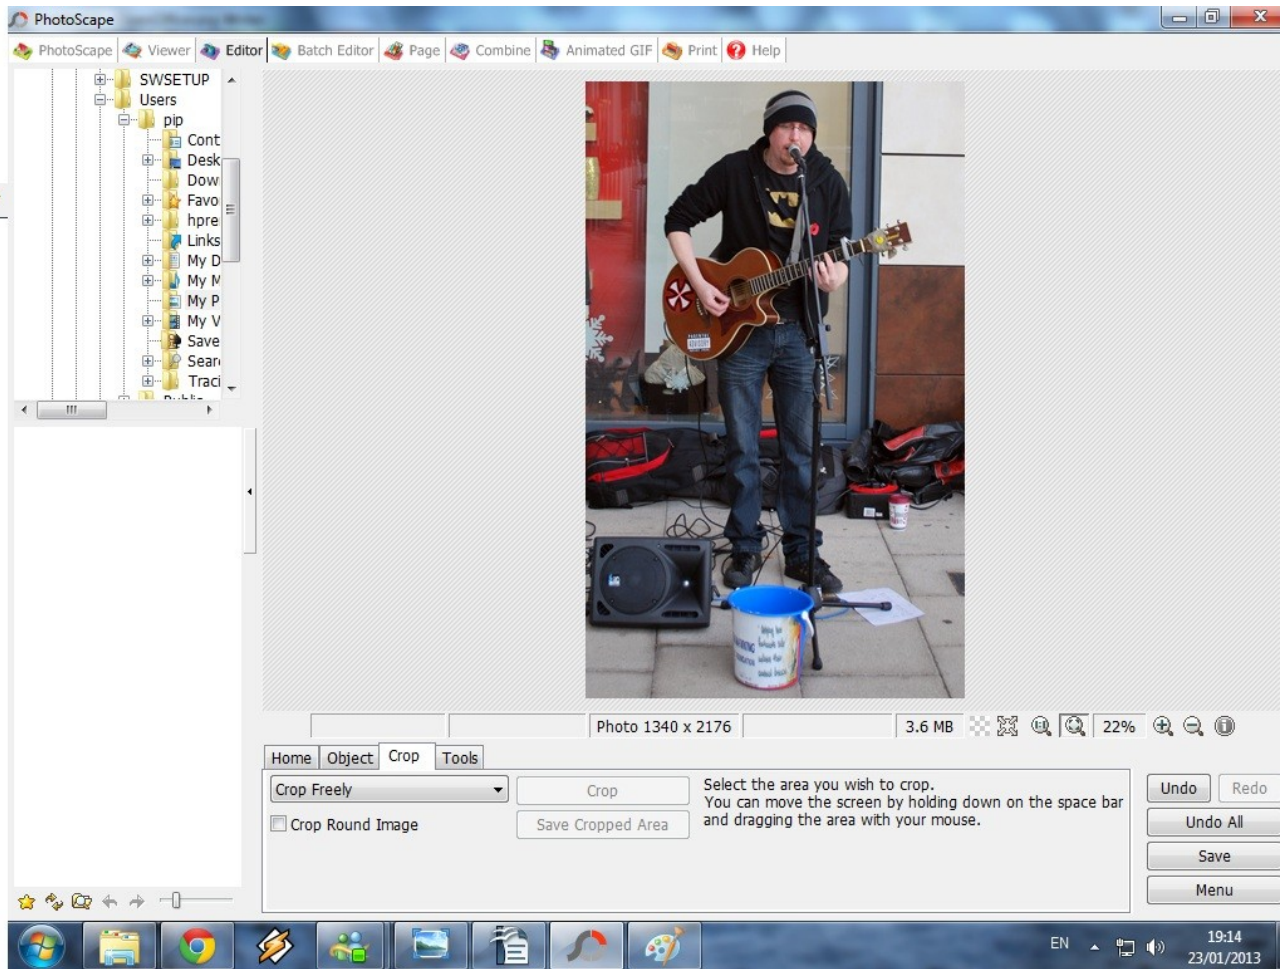 PhotoScape
PhotoScape Viewer Editor Batch Editor Page Combine Animated GIF Print Help
SWSETUP
Users
pip
Cont
Desk
Dow
Favo
hpre
Links
My D
My M
My P
My V
Save
Sear
Traci
PARENTAL
ADVISORY
Photo 1340 x 2176 3.6 MB 22%
Home Object Crop Tools
Crop Freely Crop
Crop Round Image Save Cropped Area
Select the area you wish to crop.
You can move the screen by holding down on the space bar
and dragging the area with your mouse.
Undo Redo
Undo All
Save
Menu
EN 19:14
23/01/2013